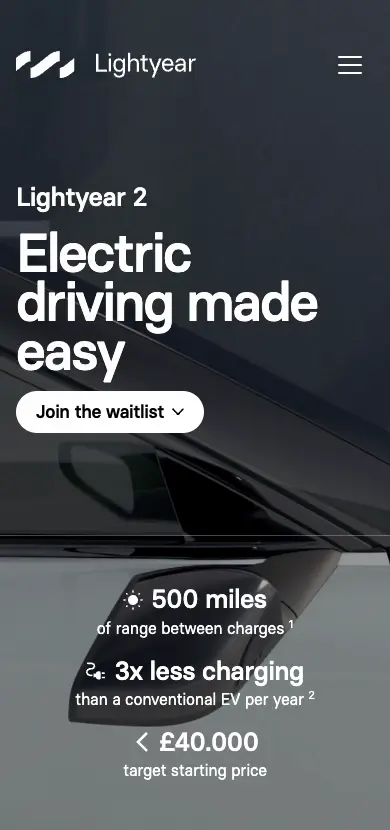 Lightyear
Lightyear 2
Electric
driving made
easy
Join the waitlist
500 miles
of range between charges 1
3x less charging
than a conventional EV per year 2
< £40.000
target starting price